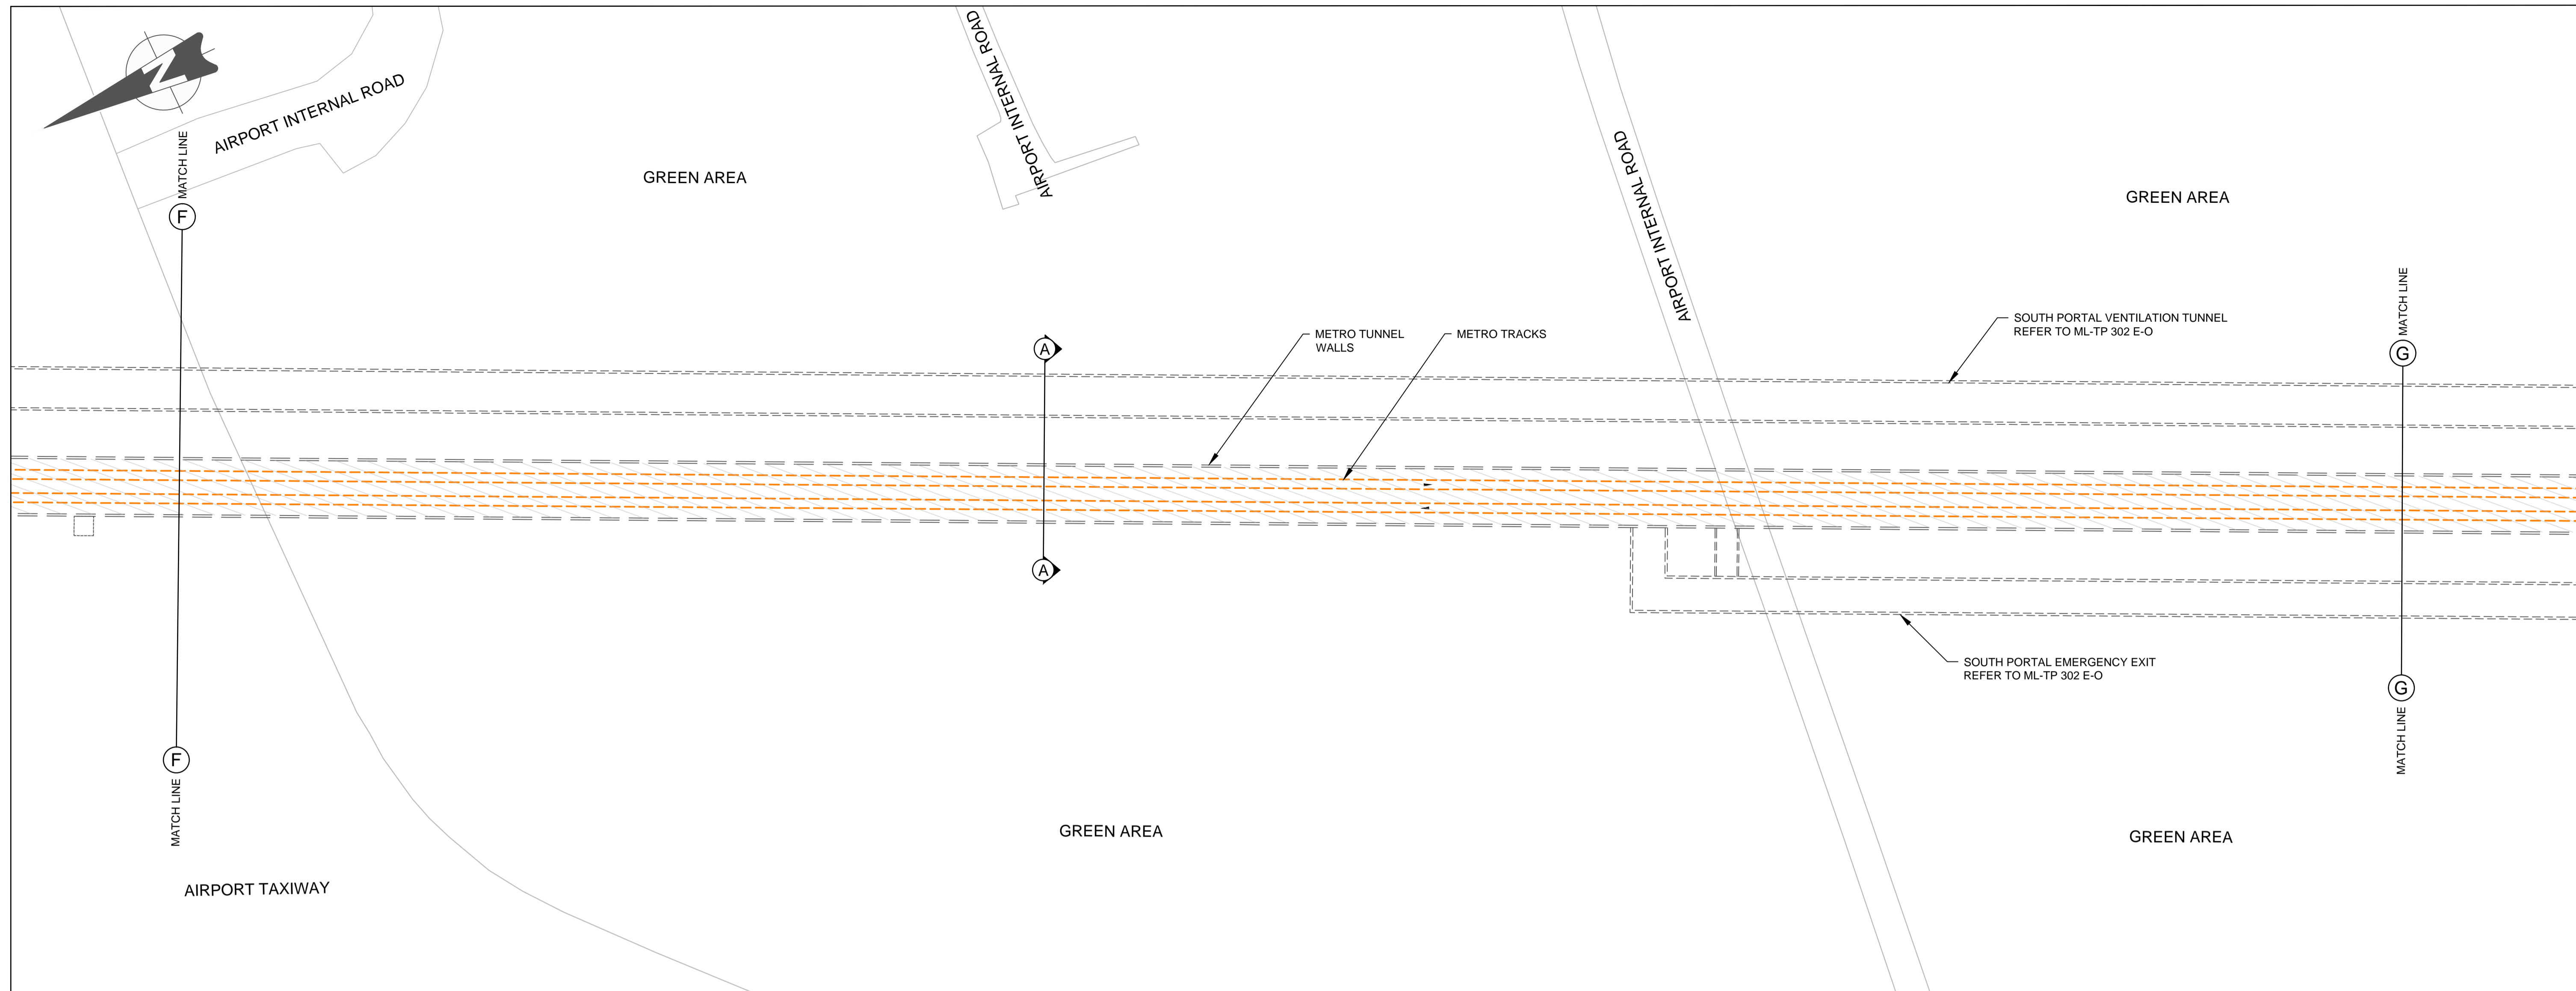 N
AIRPORT INTERNAL ROAD
MATCH LINE
F
GREEN AREA
AIRPORT INTERNAL ROAD
AIRPORT INTERNAL ROAD
GREEN AREA
MATCH LINE
G
SOUTH PORTAL VENTILATION TUNNEL
REFER TO ML-TP 302 E-O
METRO TUNNEL
WALLS
METRO TRACKS
A
A
SOUTH PORTAL EMERGENCY EXIT
REFER TO ML-TP 302 E-O
G
MATCH LINE
F
MATCH LINE
GREEN AREA
GREEN AREA
AIRPORT TAXIWAY